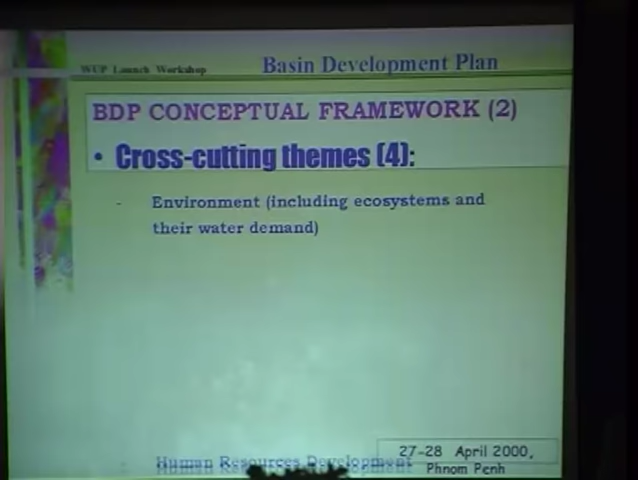 WUP Launch Workshop
Basin Development Plan
BDP CONCEPTUAL FRAMEWORK (2)
• Cross-cutting themes (4):
- Environment (including ecosystems and
their water demand)
Human Resources Development
27-28 April 2000,
Phnom Penh